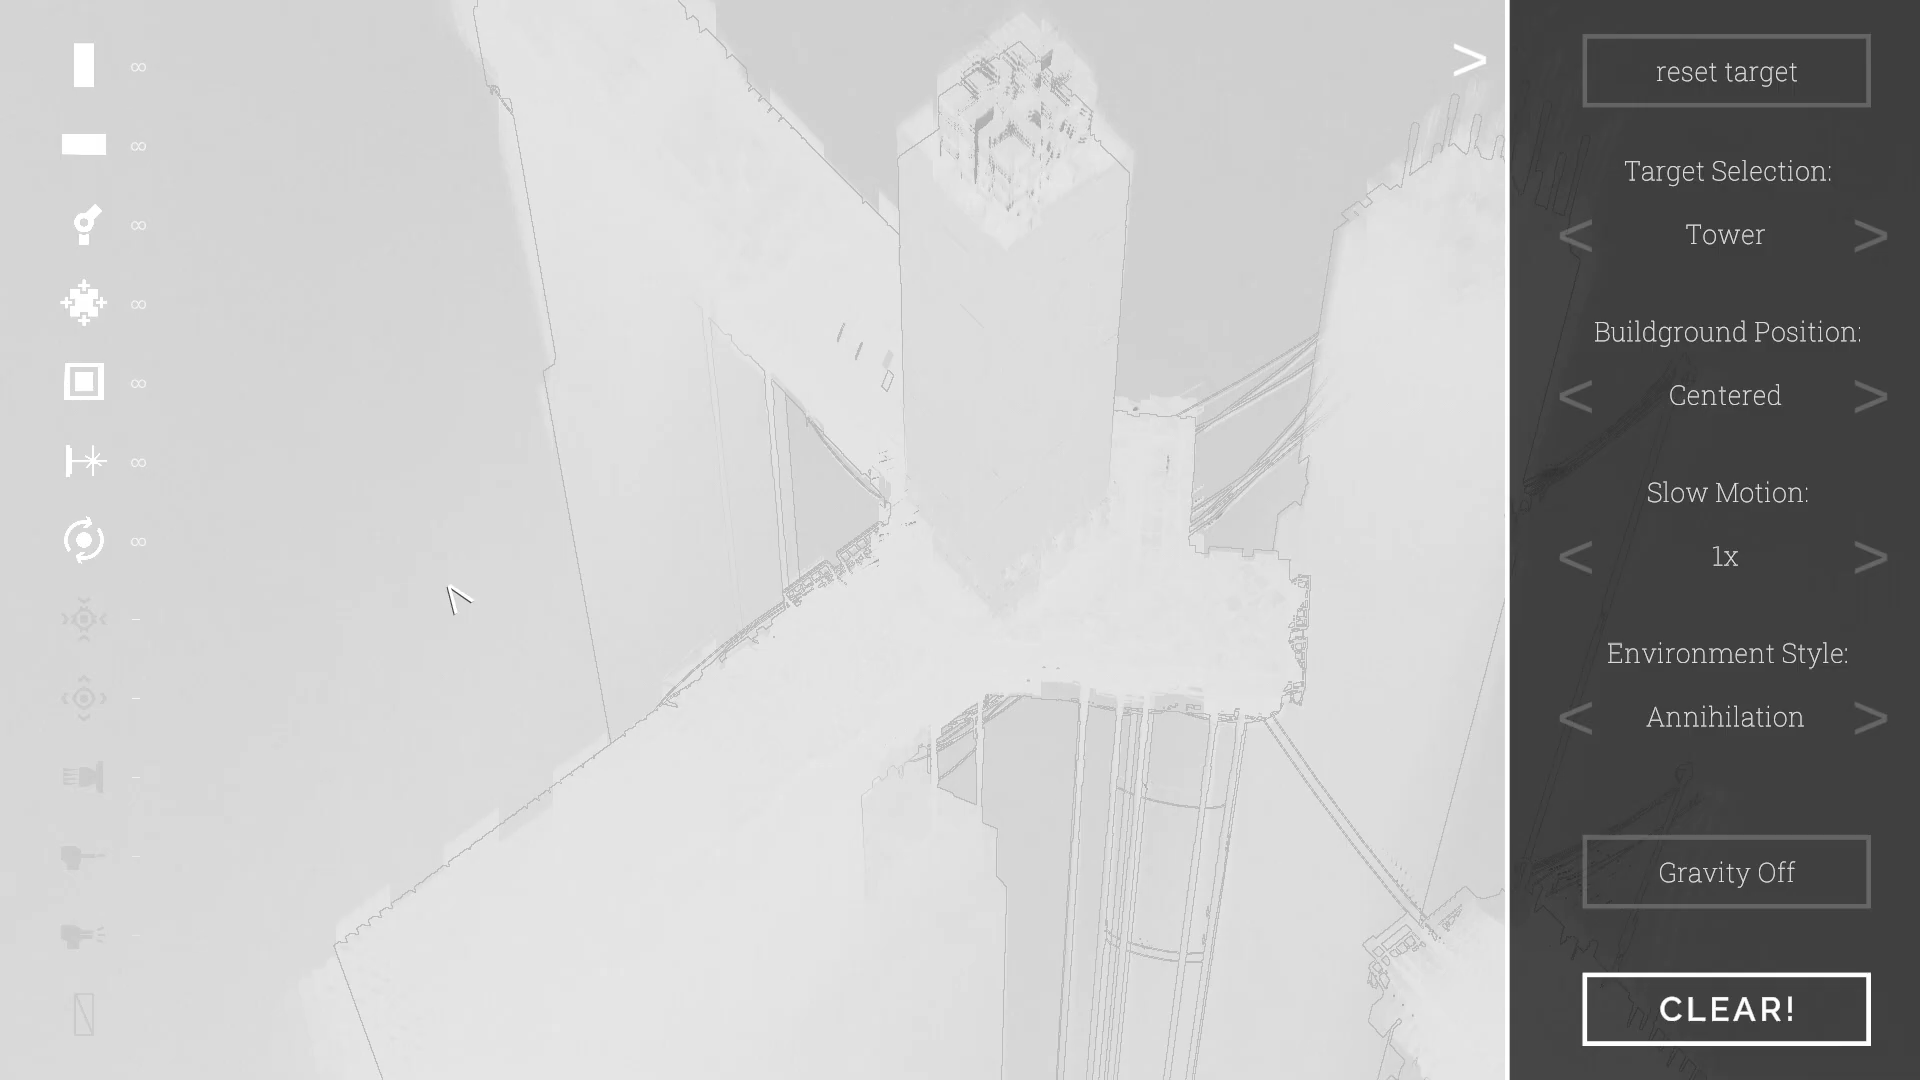 ∞
∞
∞
∞
∞
∞
∞
-
-
-
-
-
>
reset target
Target Selection:
< Tower >
Buildground Position:
< Centered >
Slow Motion:
< 1x >
Environment Style:
< Annihilation >
Gravity Off
CLEAR!